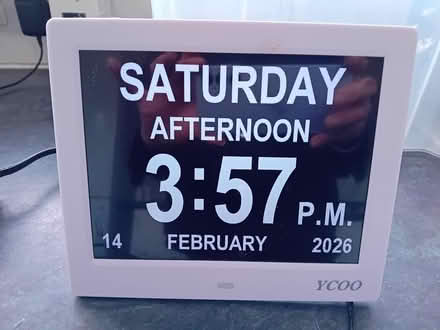 SATURDAY
AFTERNOON
3:57 P.M.
14 FEBRUARY 2026
YCOO